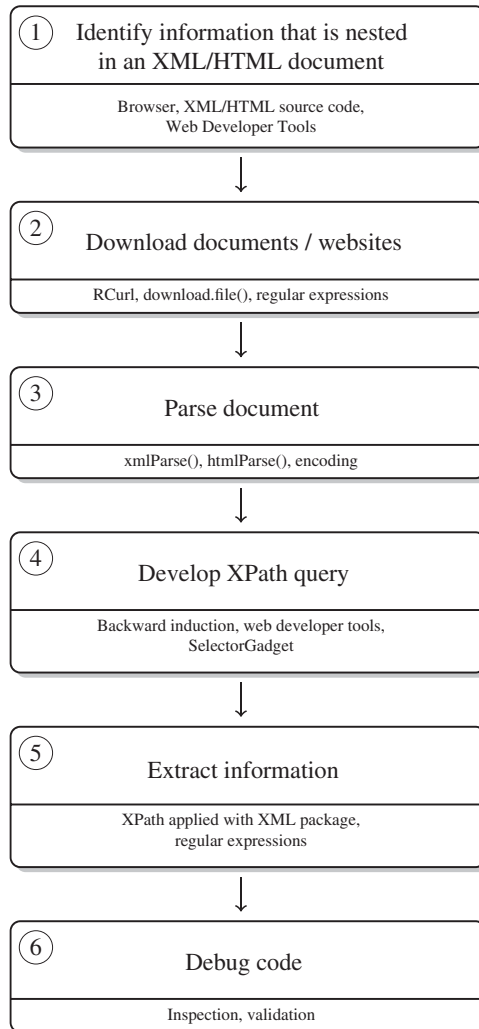 1
Identify information that is nested
in an XML/HTML document
Browser, XML/HTML source code,
Web Developer Tools
2
Download documents / websites
RCurl, download.file(), regular expressions
3
Parse document
xmlParse(), htmlParse(), encoding
4
Develop XPath query
Backward induction, web developer tools,
SelectorGadget
5
Extract information
XPath applied with XML package,
regular expressions
6
Debug code
Inspection, validation